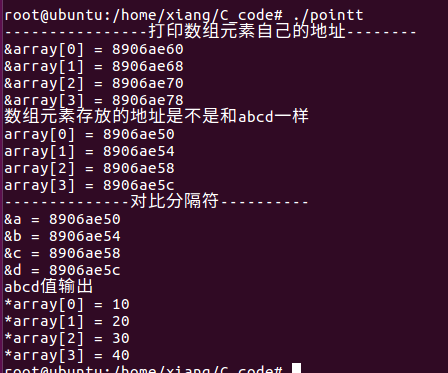 root@ubuntu:/home/xiang/C_code# ./pointt
----------------打印数组元素自己的地址--------
&array[0] = 8906ae60
&array[1] = 8906ae68
&array[2] = 8906ae70
&array[3] = 8906ae78
数组元素存放的地址是不是和abcd一样
array[0] = 8906ae50
array[1] = 8906ae54
array[2] = 8906ae58
array[3] = 8906ae5c
--------------对比分隔符----------
&a = 8906ae50
&b = 8906ae54
&c = 8906ae58
&d = 8906ae5c
abcd值输出
*array[0] = 10
*array[1] = 20
*array[2] = 30
*array[3] = 40
root@ubuntu:/home/xiang/C_code#